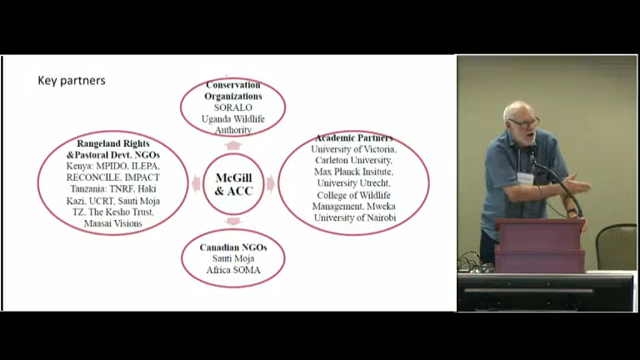 Key partners
Conservation
Organizations
SORALO
Uganda Wildlife
Authority
Rangeland Rights
&Pastoral Devt. NGOs
Kenya: MPIDO, ILEPA,
RECONCILE, IMPACT
Tanzania: TNRF, Haki
Kazi, UCRT, Sauti Moja
TZ, The Kesho Trust,
Maasai Visions
McGill
& ACC
Academic Partners
University of Victoria,
Carleton University,
Max Planck Insitute,
University Utrecht,
College of Wildlife
Management, Mweka
University of Nairobi
Canadian NGOs
Sauti Moja
Africa SOMA